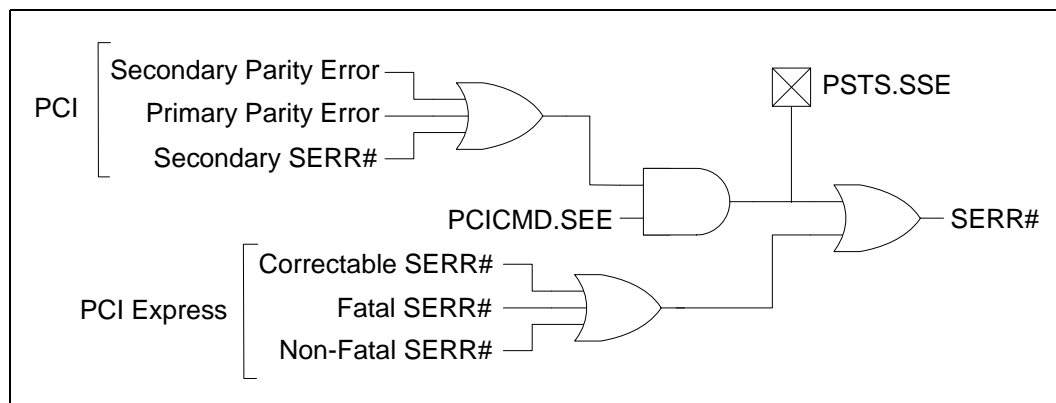 PCI
Secondary Parity Error
Primary Parity Error
Secondary SERR#
PSTS.SSE
PCICMD.SEE
SERR#
PCI Express
Correctable SERR#
Fatal SERR#
Non-Fatal SERR#